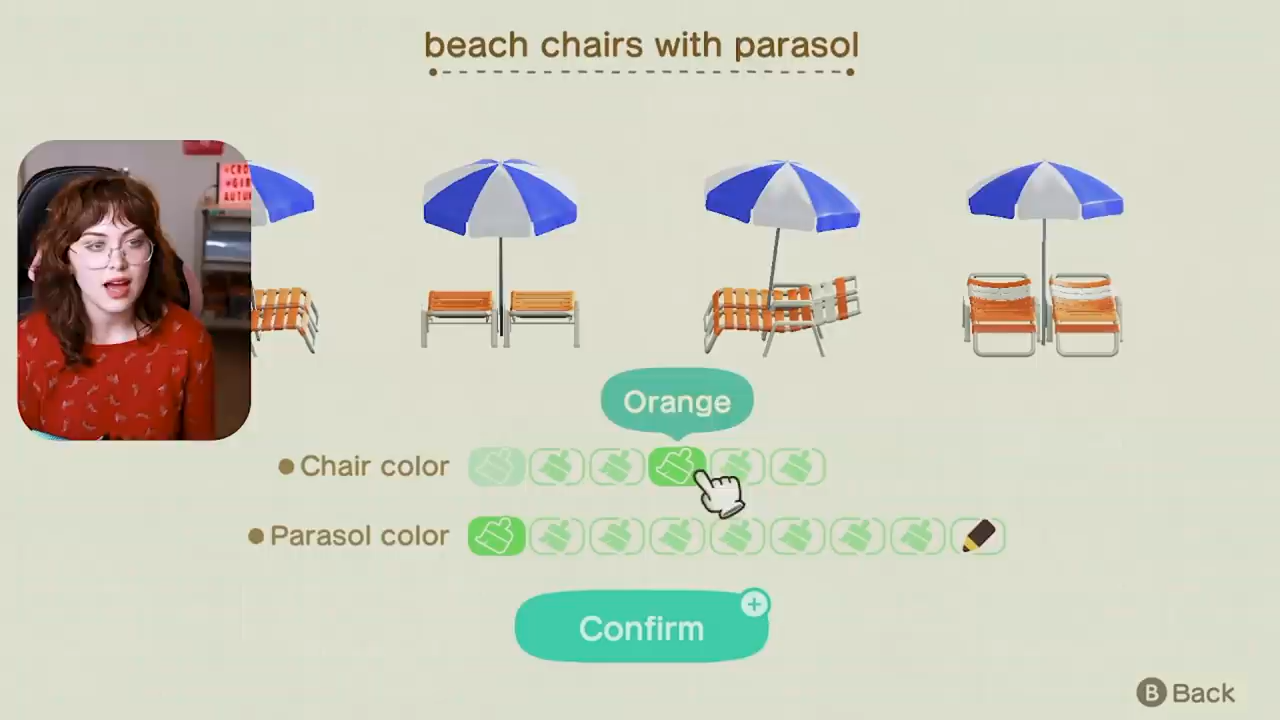 beach chairs with parasol
Orange
Chair color
Parasol color
Confirm
B Back